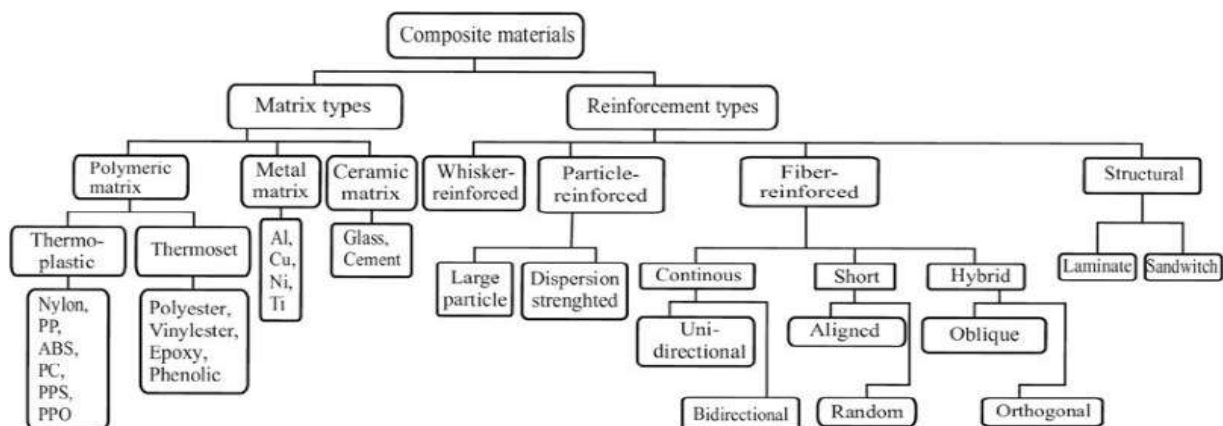 Composite materials
Matrix types
Reinforcement types
Polymeric
matrix
Metal
matrix
Ceramic
matrix
Whisker-
reinforced
Particle-
reinforced
Fiber-
reinforced
Structural
Thermo-
plastic
Thermoset
Al,
Cu,
Ni,
Ti
Glass,
Cement
Large
particle
Dispersion
strenghted
Continous
Short
Hybrid
Laminate
Sandwitch
Nylon,
PP,
ABS,
PC,
PPS,
PPO
Polyester,
Vinylester,
Epoxy,
Phenolic
Uni-
directional
Aligned
Oblique
Bidirectional
Random
Orthogonal